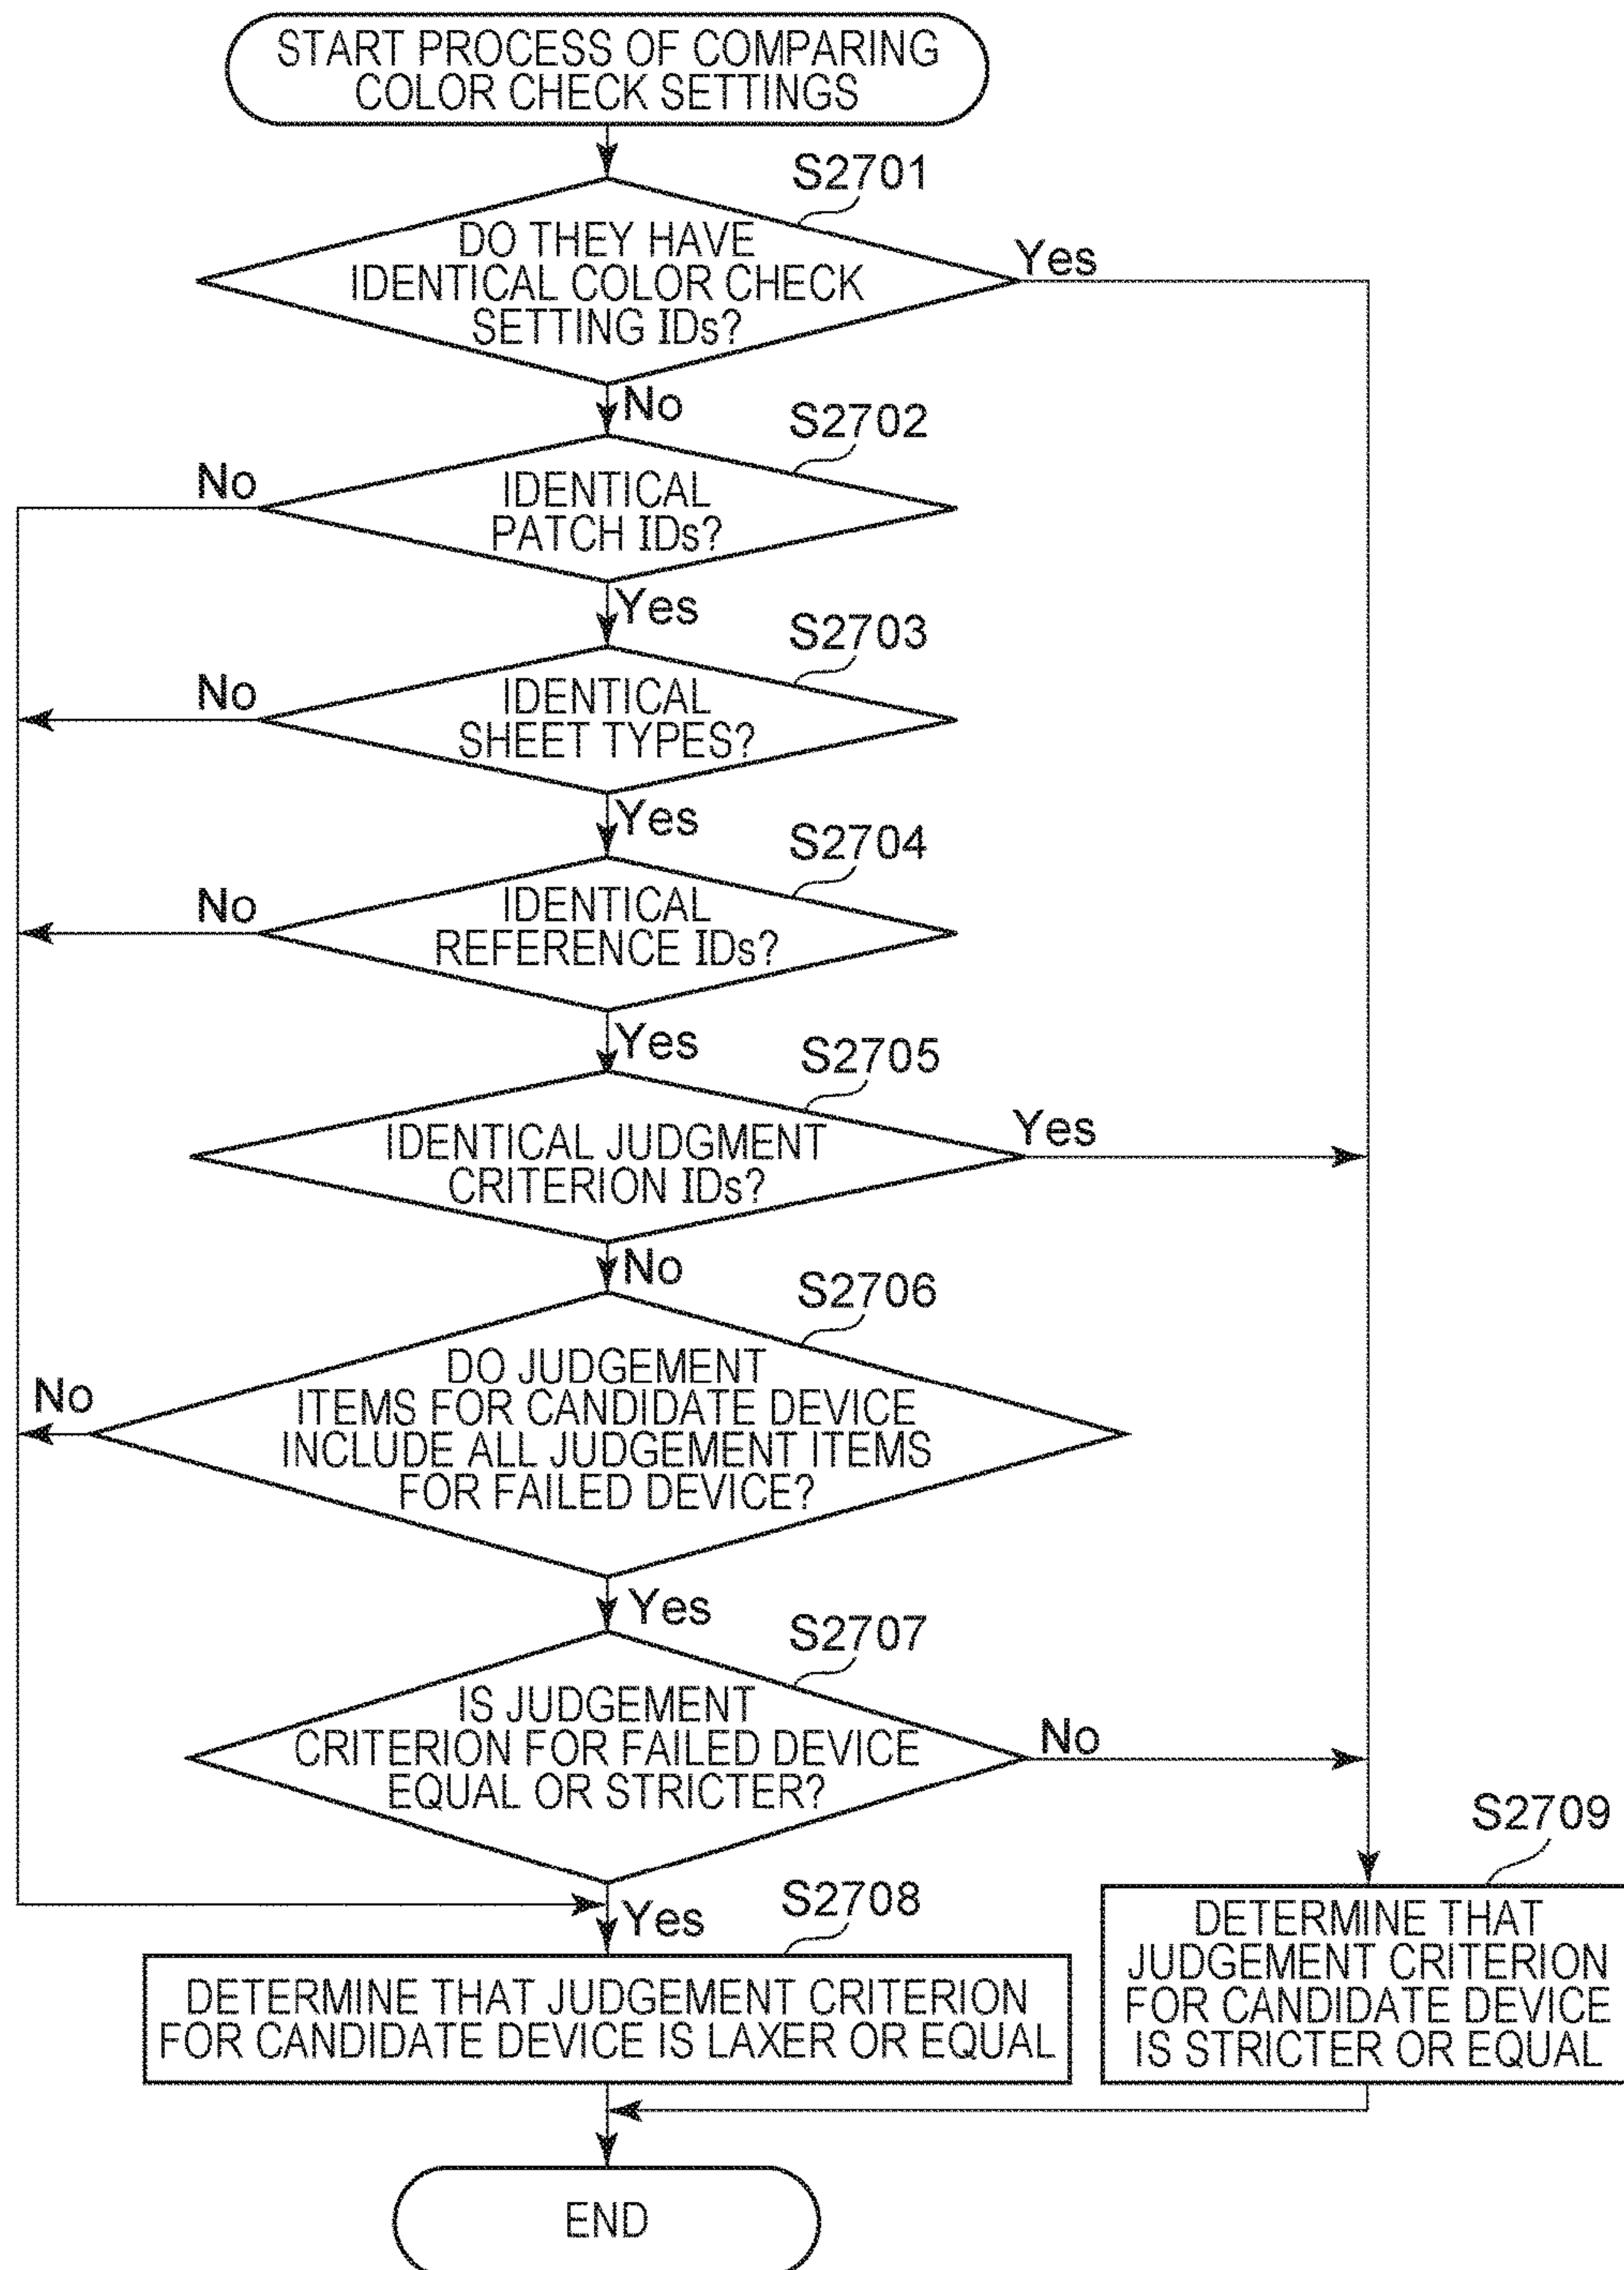 START PROCESS OF COMPARING
COLOR CHECK SETTINGS
S2701
DO THEY HAVE
IDENTICAL COLOR CHECK
SETTING IDs?
Yes
No
S2702
No
IDENTICAL
PATCH IDs?
Yes
S2703
No
IDENTICAL
SHEET TYPES?
Yes
S2704
No
IDENTICAL
REFERENCE IDs?
Yes
S2705
IDENTICAL JUDGMENT
CRITERION IDs?
Yes
No
S2706
No
DO JUDGEMENT
ITEMS FOR CANDIDATE DEVICE
INCLUDE ALL JUDGEMENT ITEMS
FOR FAILED DEVICE?
Yes
S2707
IS JUDGEMENT
CRITERION FOR FAILED DEVICE
EQUAL OR STRICTER?
No
Yes
S2708
DETERMINE THAT JUDGEMENT CRITERION
FOR CANDIDATE DEVICE IS LAXER OR EQUAL
S2709
DETERMINE THAT
JUDGEMENT CRITERION
FOR CANDIDATE DEVICE
IS STRICTER OR EQUAL
END